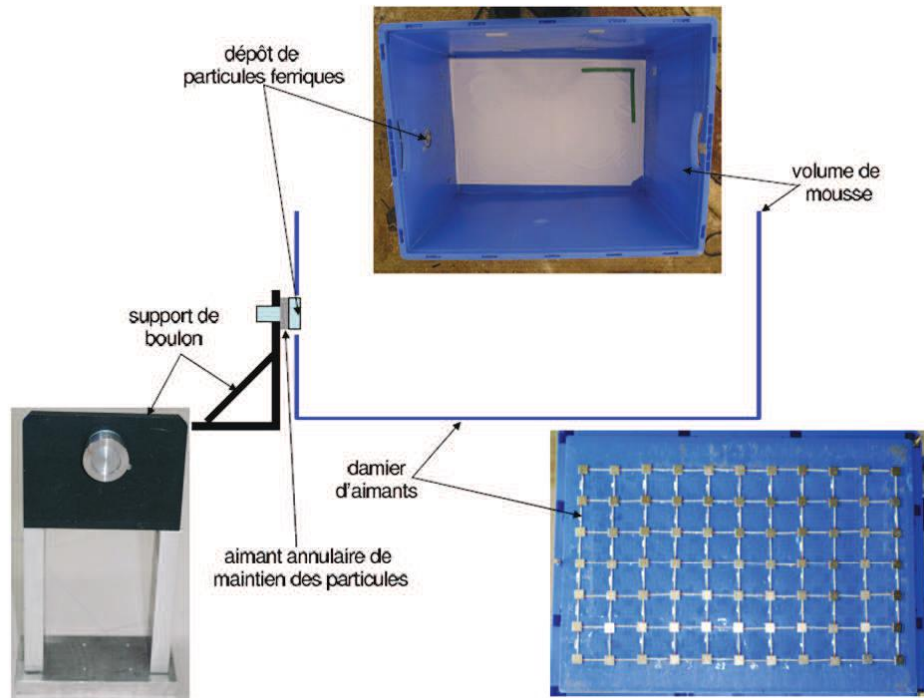 dépôt de
particules ferriques
volume de
mousse
support de
boulon
damier
d'aimants
aimant annulaire de
maintien des particules